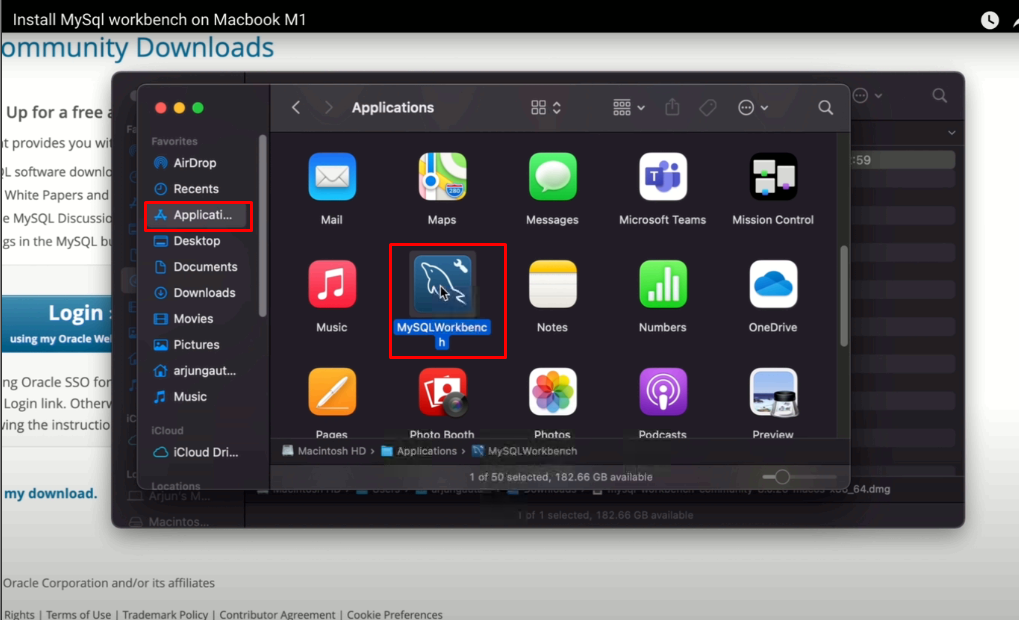 Install MySql workbench on Macbook M1
ommunity Downloads
Up for a free a
t provides you wit
QL software downlo
White Papers and
e MySQL Discussio
gs in the MySQL bu
Login
using my Oracle Wel
ng Oracle SSO for
Login link. Otherw
wing the instructio
my download.
Applications
Favorites
AirDrop
Recents
Applicati...
Desktop
Documents
Downloads
Movies
Pictures
arjungaut...
Music
iCloud
iCloud Dri...
Locations
Mail
Maps
Messages
Microsoft Teams
Mission Control
Music
MySQLWorkbenc
h
Notes
Numbers
OneDrive
Pages
Photo Booth
Photos
Podcasts
Preview
Macintosh HD › Applications › MySQLWorkbench
1 of 50 selected, 182.66 GB available
:59
Arjun's M...
Macintos...
1 of 1 selected, 182.66 GB available
Oracle Corporation and/or its affiliates
Rights | Terms of Use | Trademark Policy | Contributor Agreement | Cookie Preferences